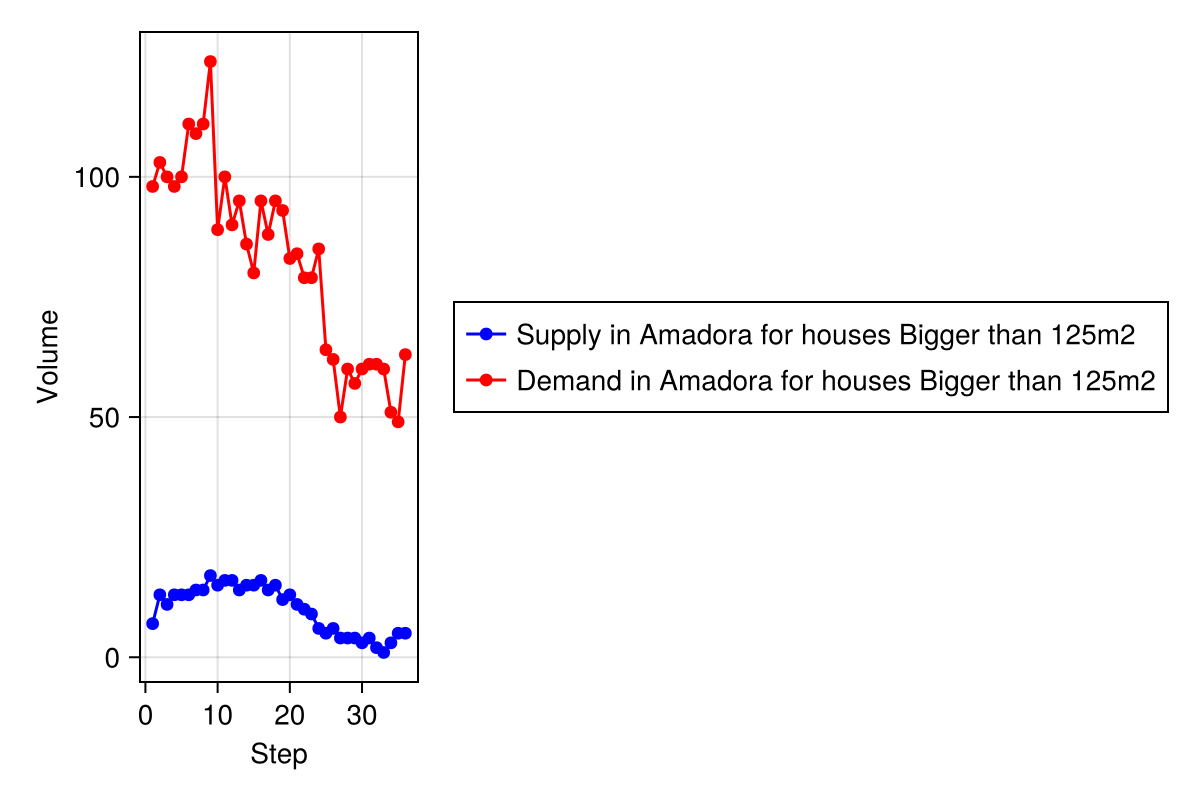 Volume
100
50
0
0 10 20 30
Step
Supply in Amadora for houses Bigger than 125m2
Demand in Amadora for houses Bigger than 125m2